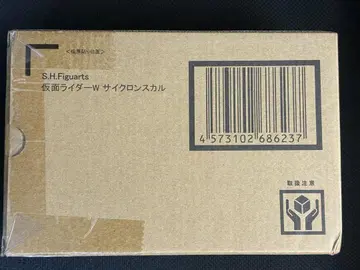 S.H.Figuarts
仮面ライダーW サイクロンスカル
4 573102 686237
取扱注意